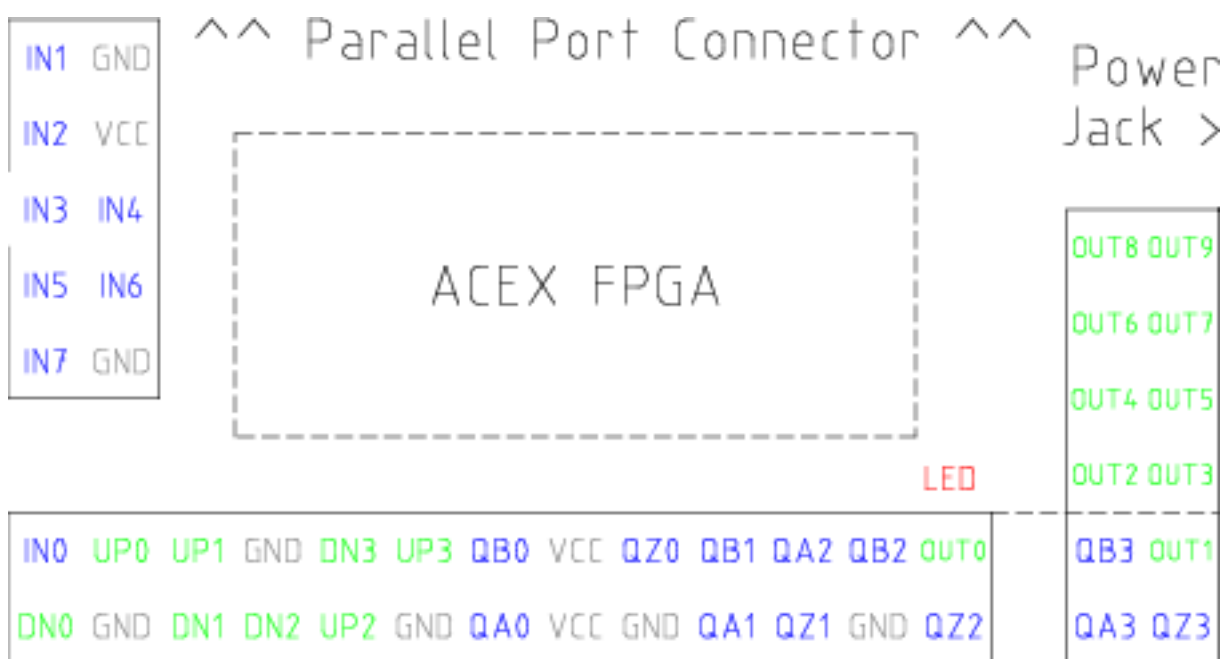 ^^ Parallel Port Connector ^^
Power
Jack >
IN1 GND
IN2 VCC
IN3 IN4
IN5 IN6
IN7 GND
ACEX FPGA
OUT8 OUT9
OUT6 OUT7
OUT4 OUT5
OUT2 OUT3
LED
IN0 UP0 UP1 GND DN3 UP3 QB0 VCC QZ0 QB1 QA2 QB2 OUT0
DN0 GND DN1 DN2 UP2 GND QA0 VCC GND QA1 QZ1 GND QZ2
QB3 OUT1
QA3 QZ3